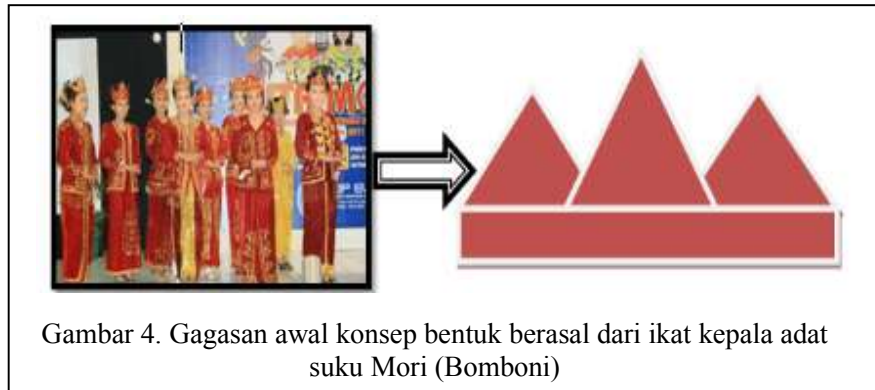 Gambar 4. Gagasan awal konsep bentuk berasal dari ikat kepala adat
suku Mori (Bomboni)